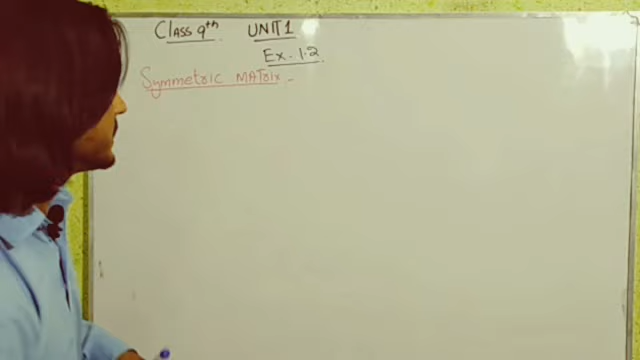 Class 9th UNIT 1
Ex - 1.2
Symmetric MATrix -